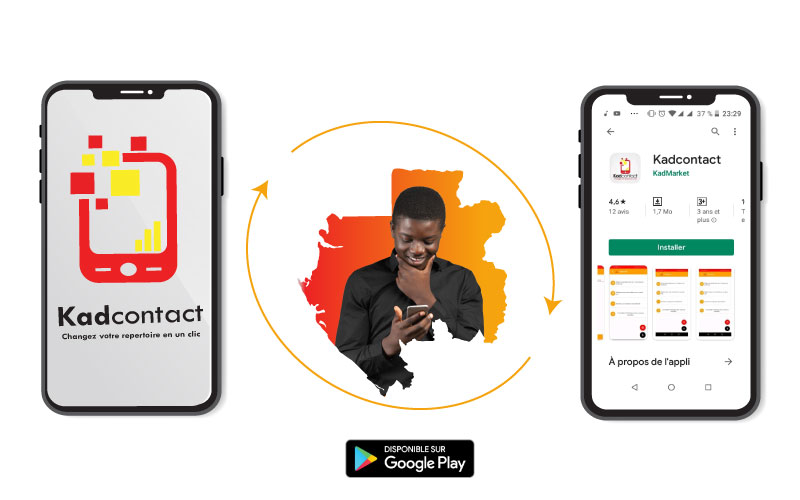 Kadcontact
Changez votre repertoire en un clic
37 % 23:29
Kadcontact
KadMarket
Kadcontact
4,6★
12 avis
1,7 Mo
3+
3 ans et
plus
Installer
À propos de l'appli
DISPONIBLE SUR
Google Play